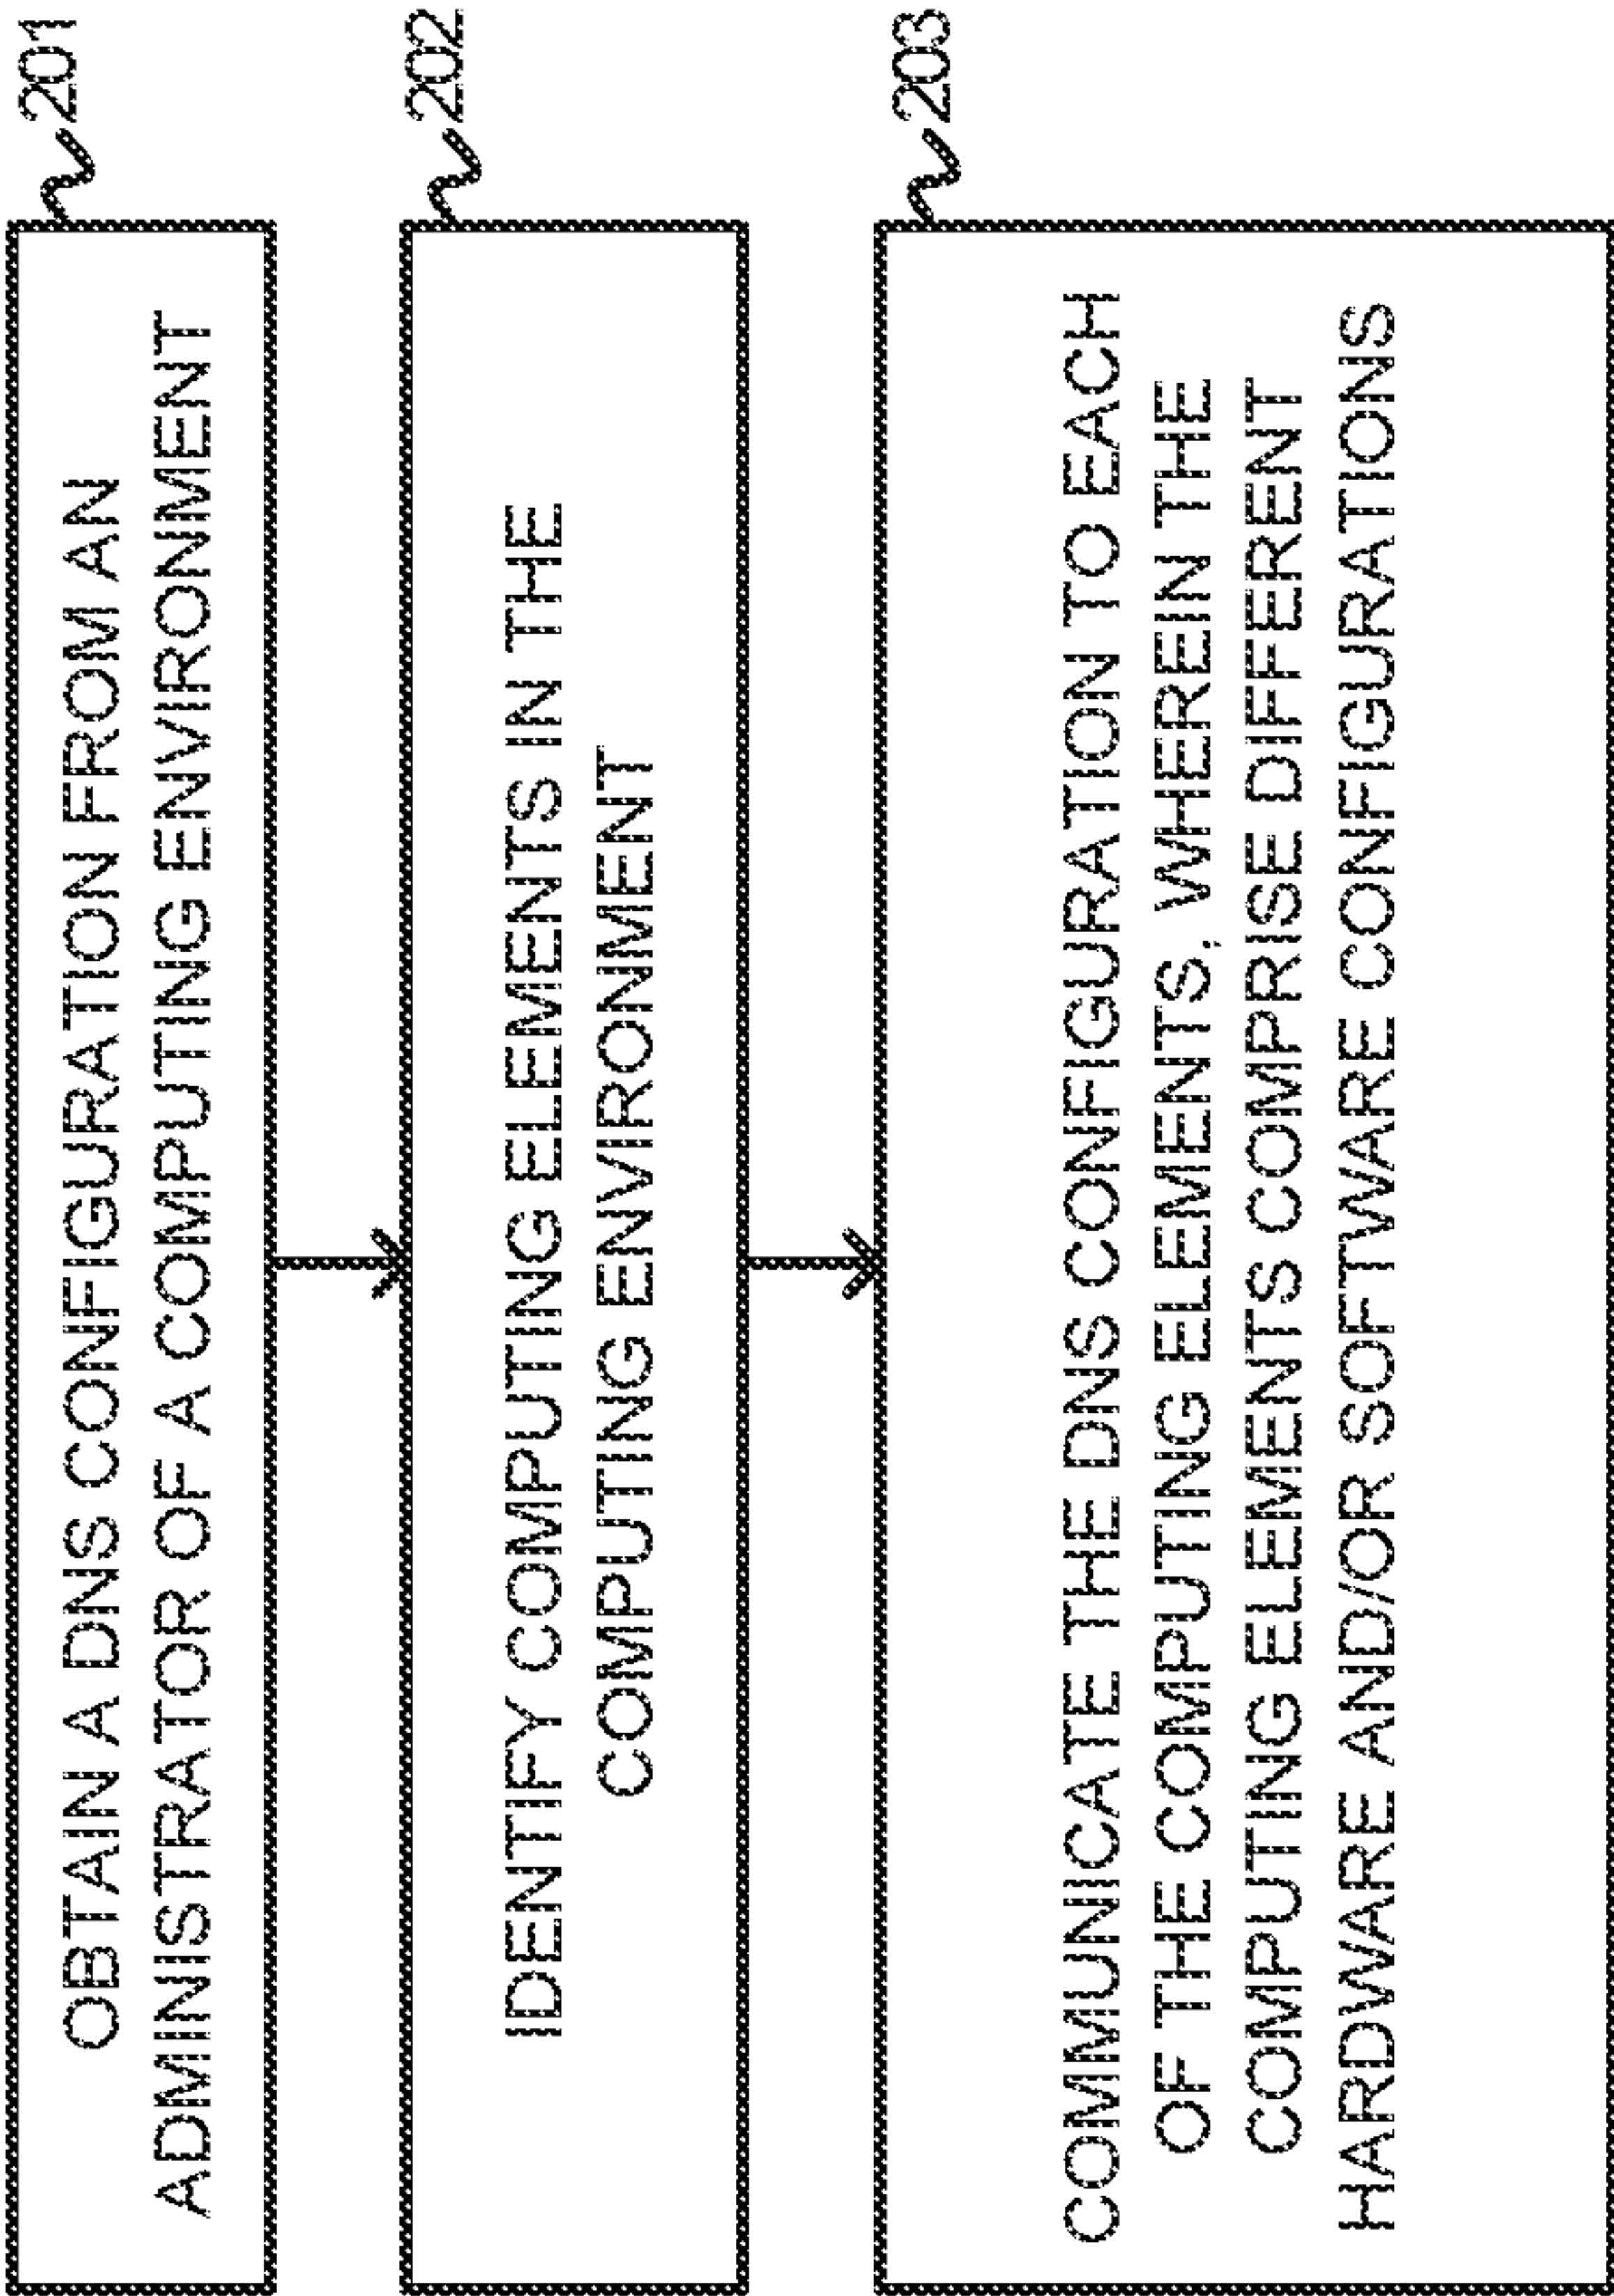 OBTAIN A DNS CONFIGURATION FROM AN
ADMINISTRATOR OF A COMPUTING ENVIRONMENT
201
IDENTIFY COMPUTING ELEMENTS IN THE
COMPUTING ENVIRONMENT
202
COMMUNICATE THE DNS CONFIGURATION TO EACH
OF THE COMPUTING ELEMENTS, WHEREIN THE
COMPUTING ELEMENTS COMPRISE DIFFERENT
HARDWARE AND/OR SOFTWARE CONFIGURATIONS
203